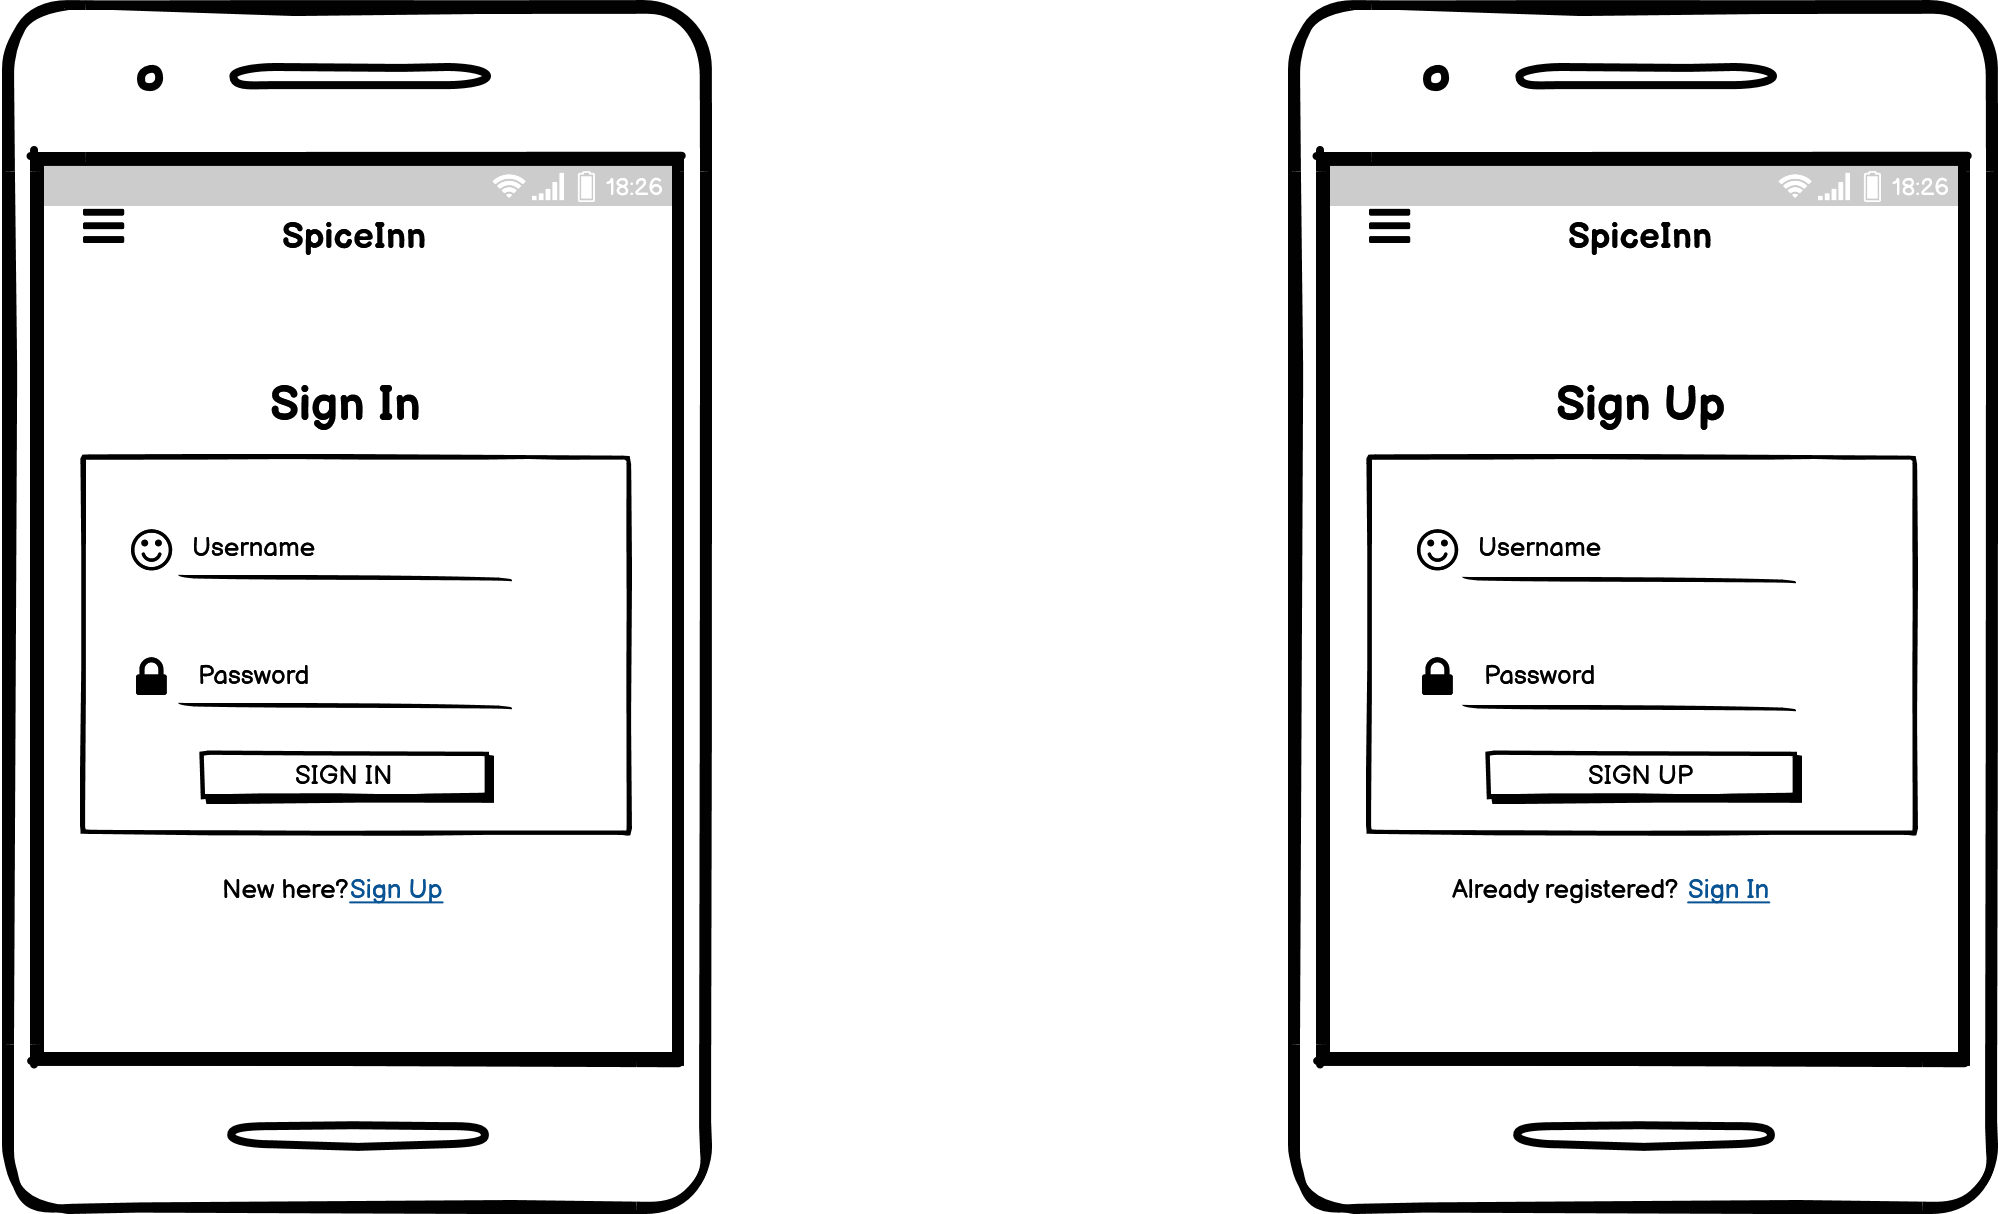 18:26
SpiceInn
Sign In
Username
Password
SIGN IN
New here?Sign Up
18:26
SpiceInn
Sign Up
Username
Password
SIGN UP
Already registered? Sign In